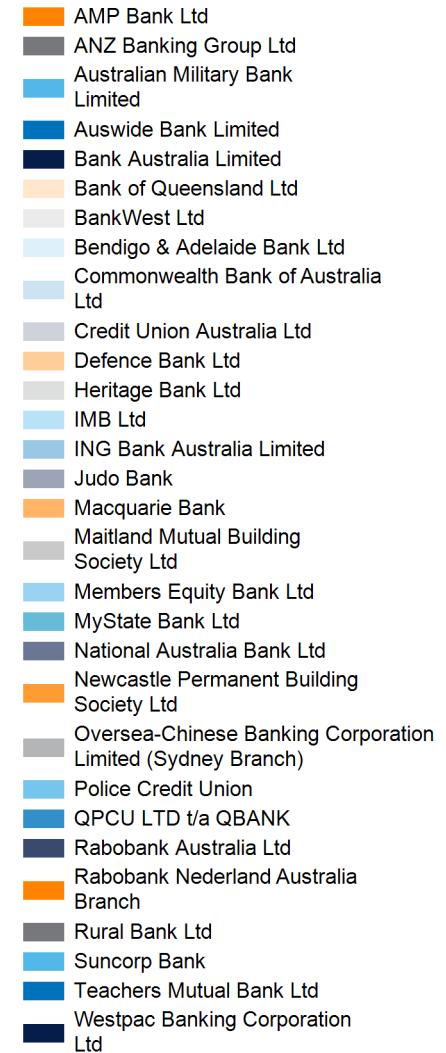 AMP Bank Ltd
ANZ Banking Group Ltd
Australian Military Bank
Limited
Auswide Bank Limited
Bank Australia Limited
Bank of Queensland Ltd
BankWest Ltd
Bendigo & Adelaide Bank Ltd
Commonwealth Bank of Australia
Ltd
Credit Union Australia Ltd
Defence Bank Ltd
Heritage Bank Ltd
IMB Ltd
ING Bank Australia Limited
Judo Bank
Macquarie Bank
Maitland Mutual Building
Society Ltd
Members Equity Bank Ltd
MyState Bank Ltd
National Australia Bank Ltd
Newcastle Permanent Building
Society Ltd
Oversea-Chinese Banking Corporation
Limited (Sydney Branch)
Police Credit Union
QPCU LTD t/a QBANK
Rabobank Australia Ltd
Rabobank Nederland Australia
Branch
Rural Bank Ltd
Suncorp Bank
Teachers Mutual Bank Ltd
Westpac Banking Corporation
Ltd